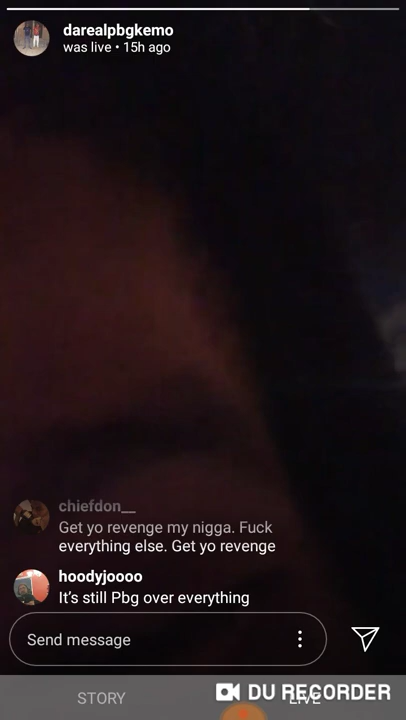 darealpbgkemo
was live • 15h ago
chiefdon__
Get yo revenge my nigga. Fuck
everything else. Get yo revenge
hoodyjoooo
It's still Pbg over everything
Send message
STORY
LIVE
DU RECORDER